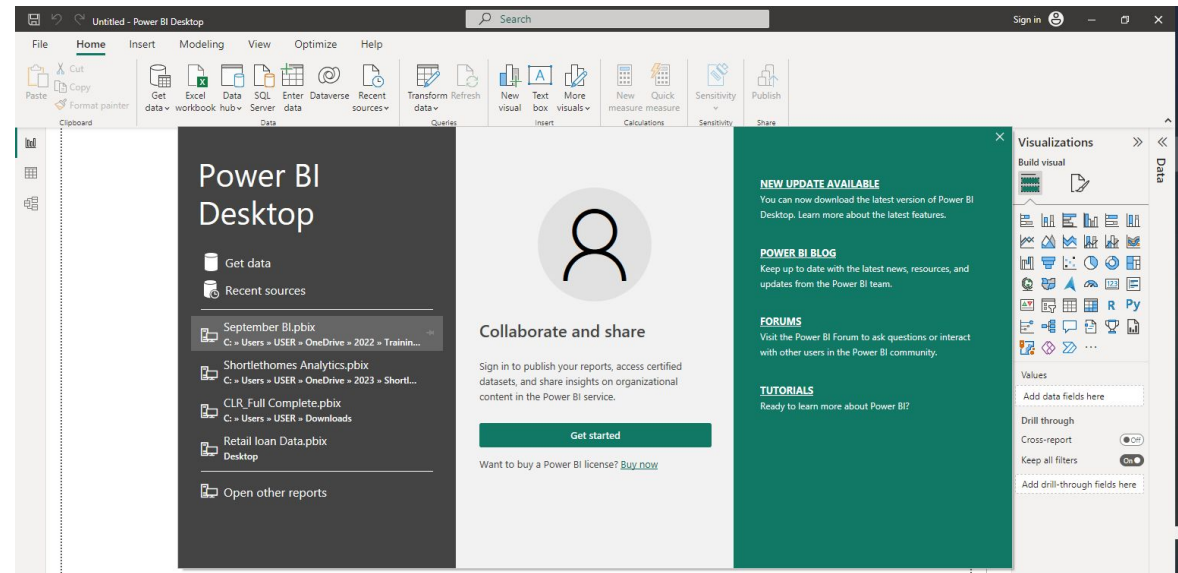 Untitled - Power BI Desktop
Search
Sign in
File Home Insert Modeling View Optimize Help
Paste
Cut
Copy
Format painter
Clipboard
Get data
Excel workbook
Data hub
SQL Server
Enter data
Dataverse
Recent sources
Data
Transform data
Refresh
Queries
New visual
Text box
More visuals
Insert
New measure
Quick measure
Calculations
Sensitivity
Sensitivity
Publish
Share
Power BI
Desktop
Get data
Recent sources
September BI.pbix
C: » Users » USER » OneDrive » 2022 » Trainin...
Shortlethomes Analytics.pbix
C: » Users » USER » OneDrive » 2023 » Shortl...
CLR_Full Complete.pbix
C: » Users » USER » Downloads
Retail loan Data.pbix
Desktop
Open other reports
Collaborate and share
Sign in to publish your reports, access certified
datasets, and share insights on organizational
content in the Power BI service.
Get started
Want to buy a Power BI license? Buy now
NEW UPDATE AVAILABLE
You can now download the latest version of Power BI
Desktop. Learn more about the latest features.
POWER BI BLOG
Keep up to date with the latest news, resources, and
updates from the Power BI team.
FORUMS
Visit the Power BI Forum to ask questions or interact
with other users in the Power BI community.
TUTORIALS
Ready to learn more about Power BI?
Visualizations
Build visual
123
R Py
Values
Add data fields here
Drill through
Cross-report Off
Keep all filters On
Add drill-through fields here
Data